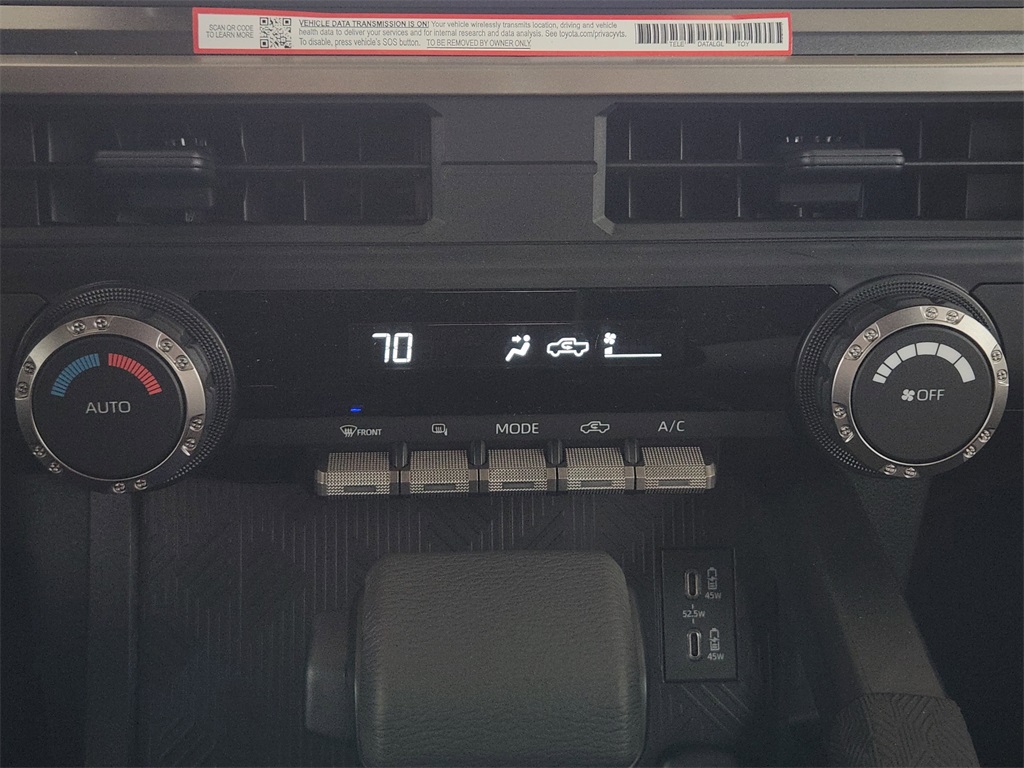 SCAN QR CODE
TO LEARN MORE
VEHICLE DATA TRANSMISSION IS ON! Your vehicle wirelessly transmits location, driving and vehicle
health data to deliver your services and for internal research and data analysis. See toyota.com/privacyvts.
To disable, press vehicle's SOS button. TO BE REMOVED BY OWNER ONLY.
TELE DATALGL TOY
70
AUTO
OFF
FRONT
MODE
A/C
45W
52.5W
45W